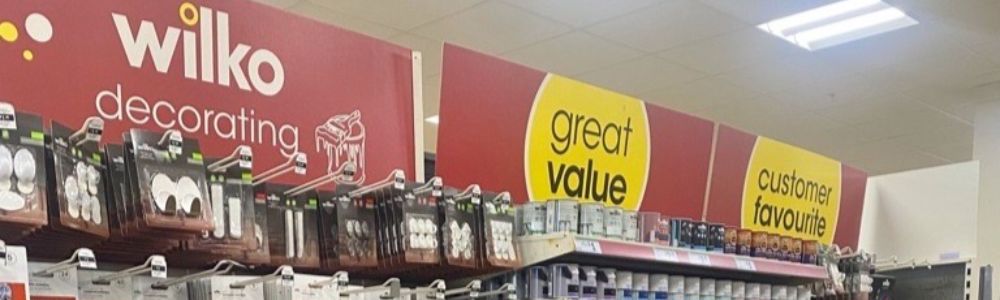 wilko
decorating
great
value
customer
favourite